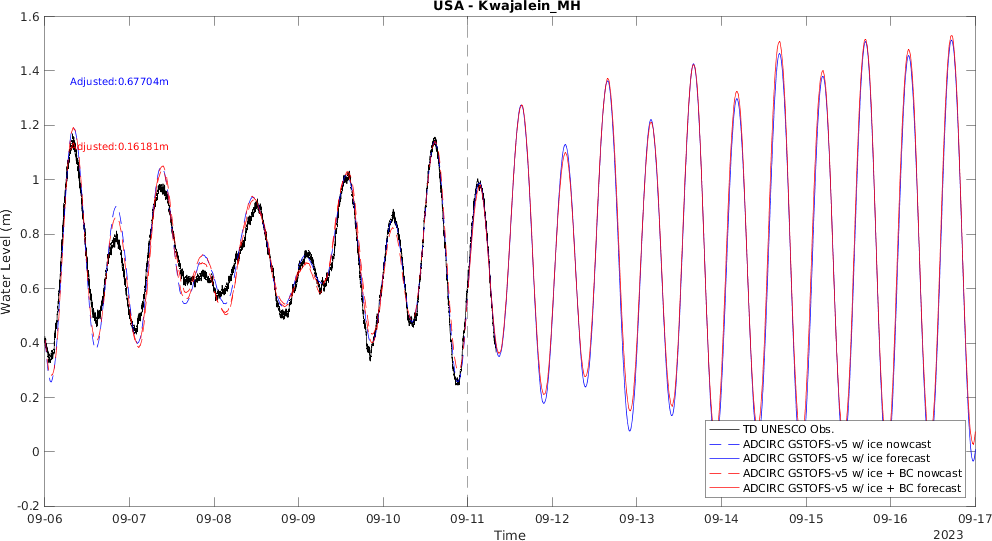 USA - Kwajalein_MH
Water Level (m)
1.6
1.4
1.2
1
0.8
0.6
0.4
0.2
0
-0.2
Adjusted:0.67704m
Adjusted:0.16181m
TD UNESCO Obs.
ADCIRC GSTOFS-v5 w/ ice nowcast
ADCIRC GSTOFS-v5 w/ ice forecast
ADCIRC GSTOFS-v5 w/ ice + BC nowcast
ADCIRC GSTOFS-v5 w/ ice + BC forecast
09-06 09-07 09-08 09-09 09-10 09-11 09-12 09-13 09-14 09-15 09-16 09-17
Time
2023